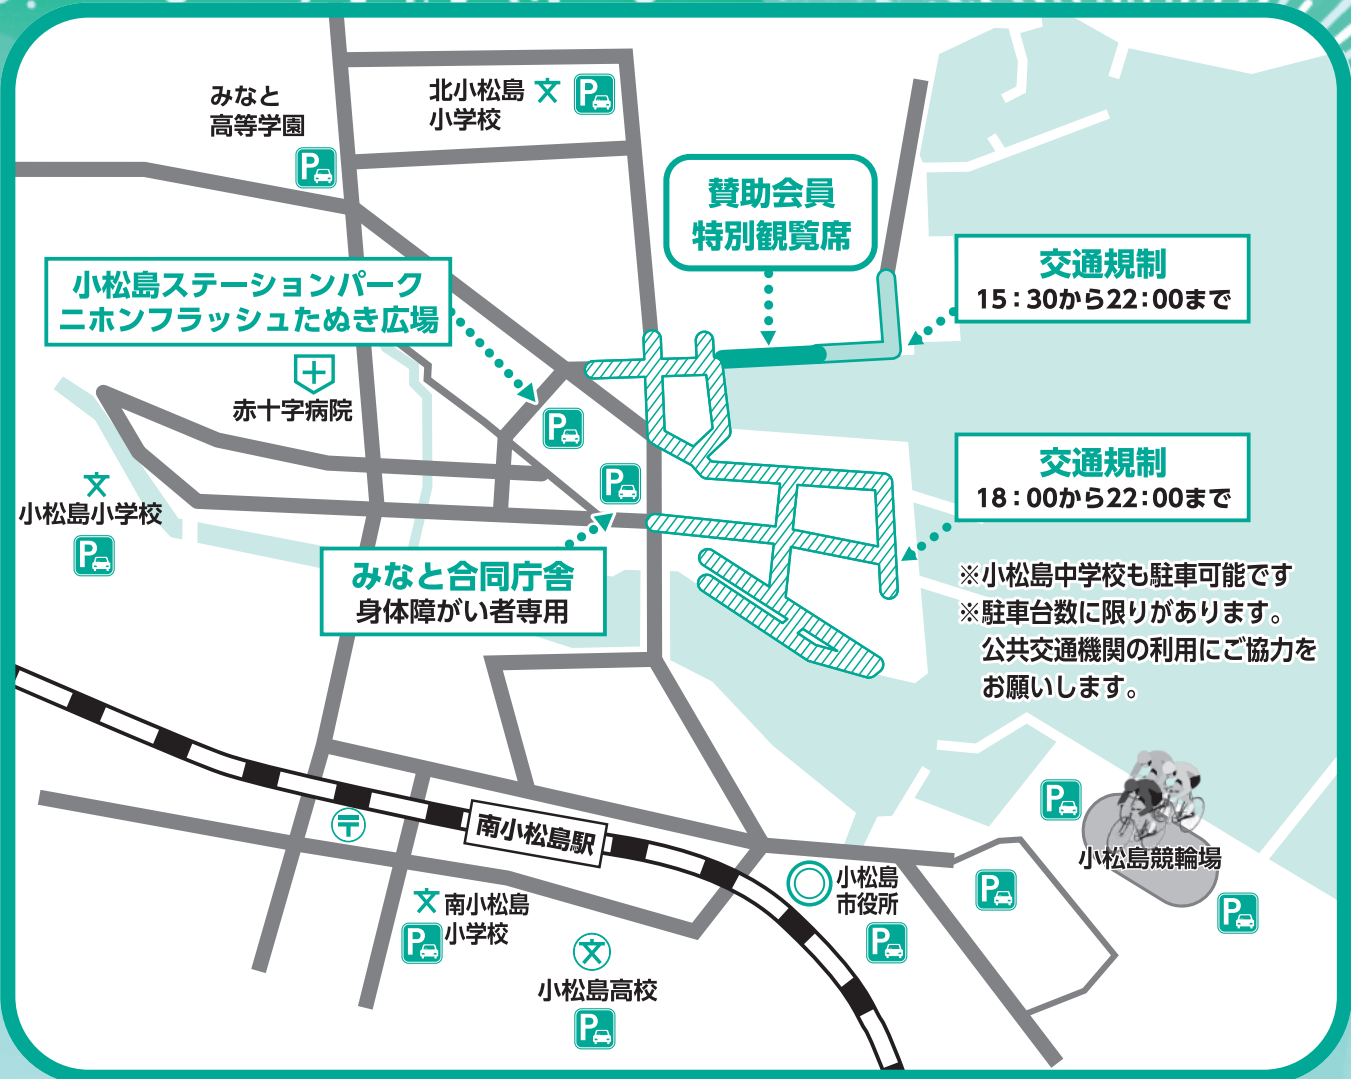 みなと
高等学園
P
北小松島
小学校
文
P
賛助会員
特別観覧席
交通規制
15：30から22：00まで
小松島ステーションパーク
ニホンフラッシュたぬき広場
赤十字病院
P
P
文
小松島小学校
P
交通規制
18：00から22：00まで
みなと合同庁舎
身体障がい者専用
※小松島中学校も駐車可能です
※駐車台数に限りがあります。
公共交通機関の利用にご協力を
お願いします。
〒
南小松島駅
P
小松島競輪場
P
P
小松島
市役所
P
文
南小松島
小学校
P
文
小松島高校
P